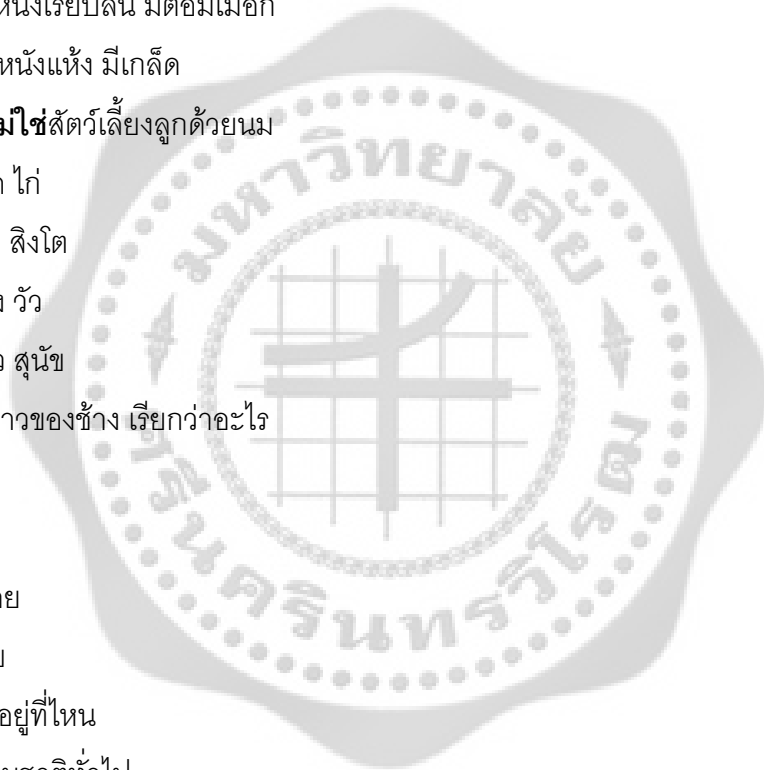 หนังเรียบลื่น มีต่อมเมือก
หนังแห้ง มีเกล็ด
ม่ใช่สัตว์เลี้ยงลูกด้วยนม
ไก่
สิงโต
วัว
สุนัข
าวของช้าง เรียกว่าอะไร
อยู่ที่ไหน
มหาวิทยาลัย
ศรีนครินทรวิโรฒ